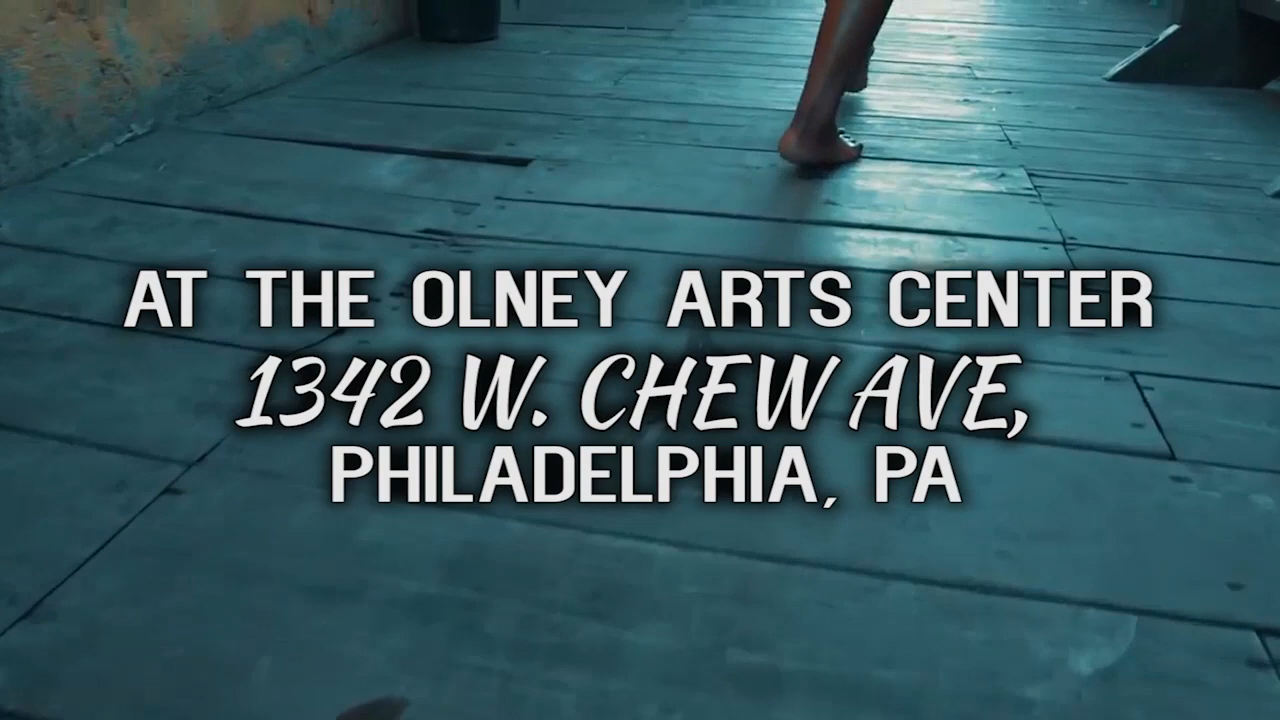 AT THE OLNEY ARTS CENTER
1342 W. CHEW AVE,
PHILADELPHIA, PA